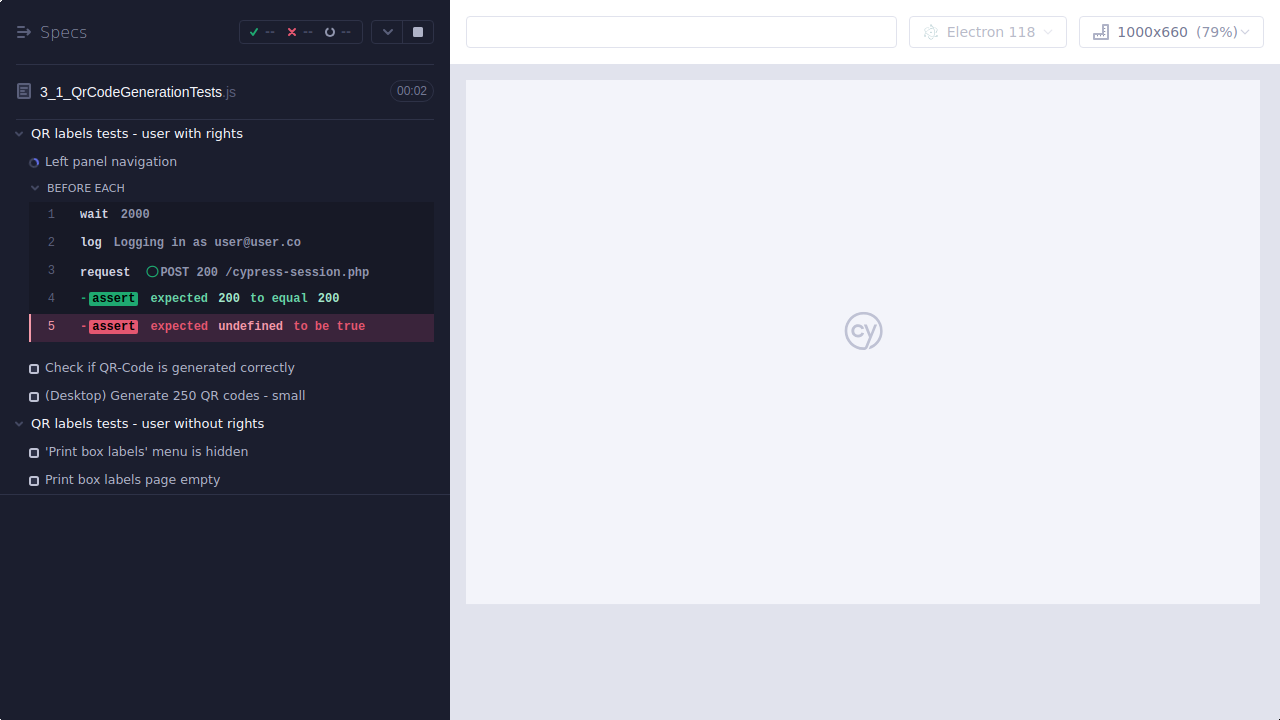 Specs
-- -- --
Electron 118
1000x660 (79%)
3_1_QrCodeGenerationTests.js
00:02
QR labels tests - user with rights
Left panel navigation
BEFORE EACH
1 wait 2000
2 log Logging in as user@user.co
3 request POST 200 /cypress-session.php
4 -assert expected 200 to equal 200
5 -assert expected undefined to be true
Check if QR-Code is generated correctly
(Desktop) Generate 250 QR codes - small
QR labels tests - user without rights
'Print box labels' menu is hidden
Print box labels page empty
cy